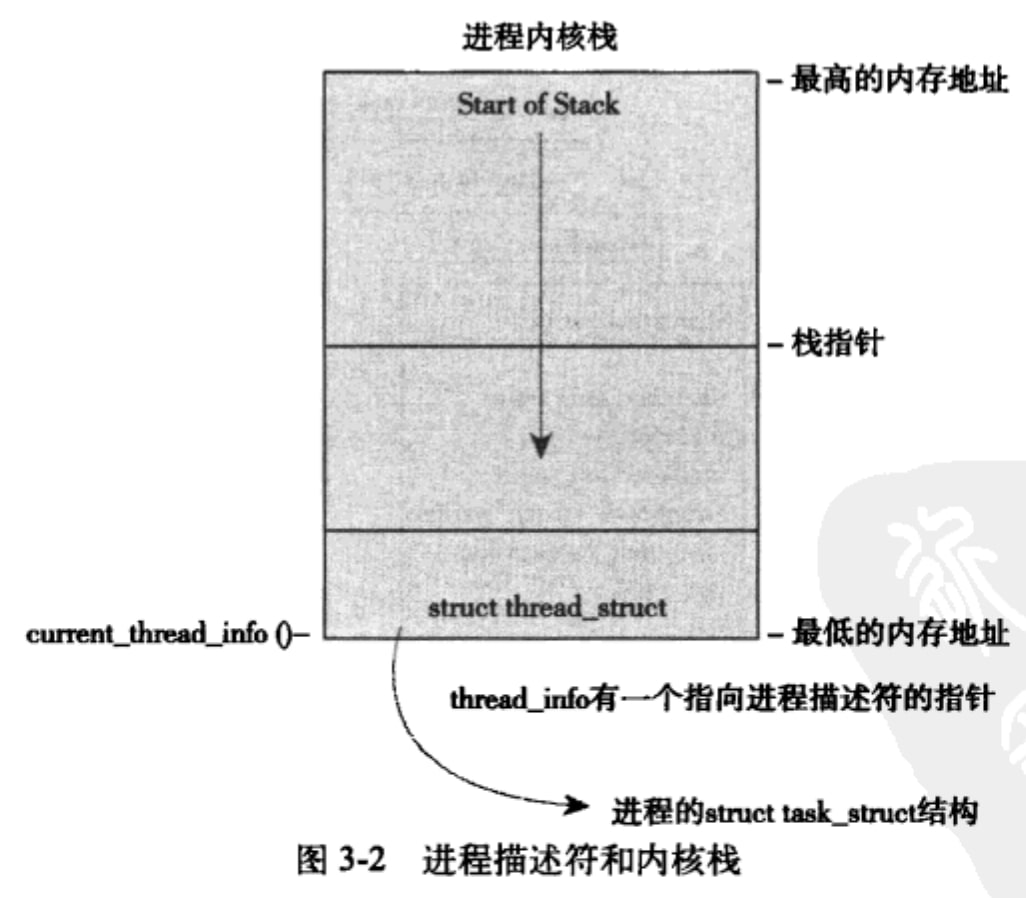 进程内核栈
最高的内存地址
Start of Stack
栈指针
struct thread_struct
current_thread_info ()
最低的内存地址
thread_info有一个指向进程描述符的指针
进程的struct task_struct结构
图 3-2 进程描述符和内核栈